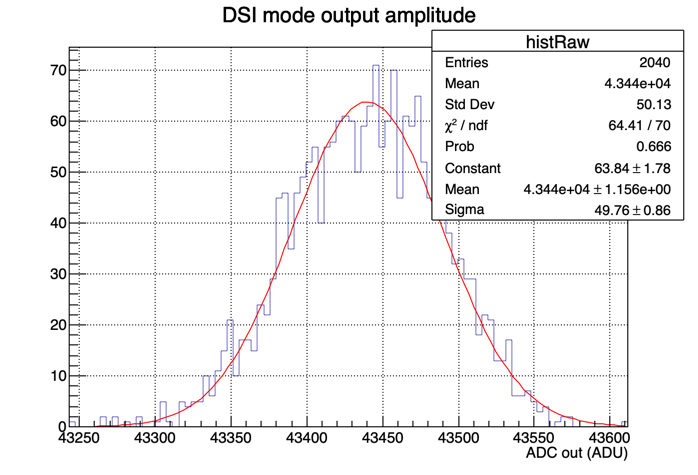 DSI mode output amplitude
histRaw
Entries 2040
Mean 4.344e+04
Std Dev 50.13
χ² / ndf 64.41 / 70
Prob 0.666
Constant 63.84 ± 1.78
Mean 4.344e+04 ± 1.156e+00
Sigma 49.76 ± 0.86
70
60
50
40
30
20
10
0
43250 43300 43350 43400 43450 43500 43550 43600
ADC out (ADU)